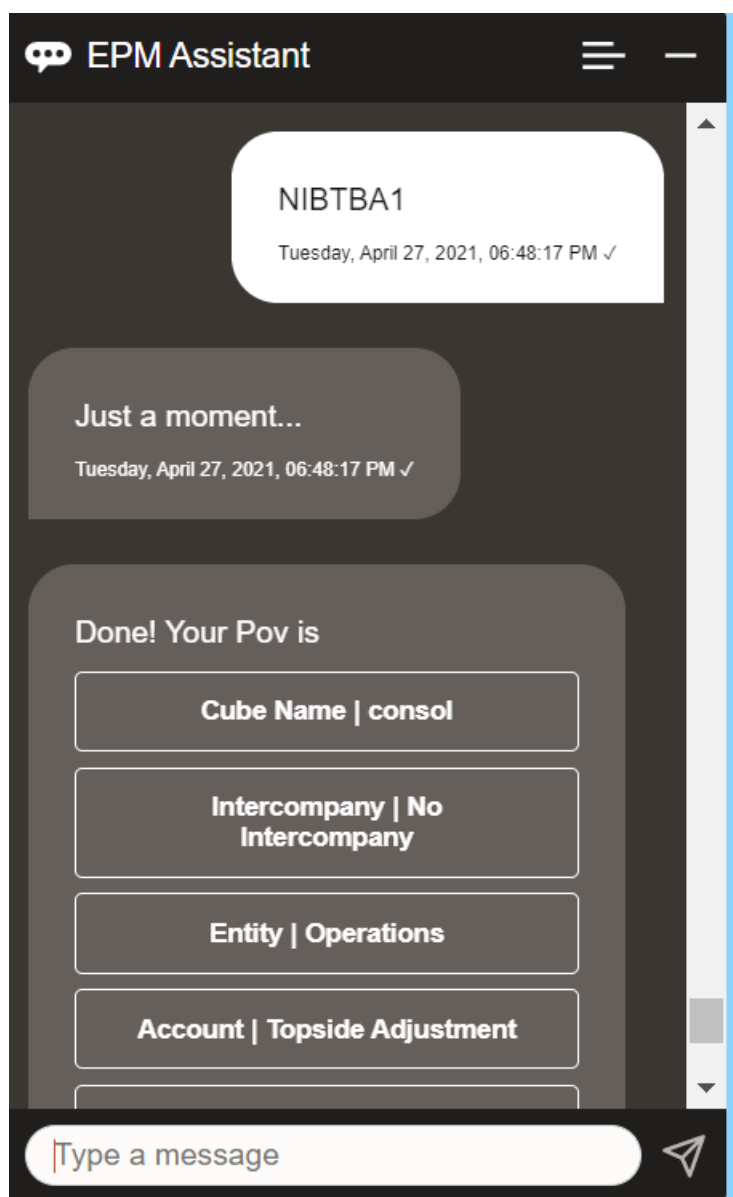 EPM Assistant
NIBTBA1
Tuesday, April 27, 2021, 06:48:17 PM ✓
Just a moment...
Tuesday, April 27, 2021, 06:48:17 PM ✓
Done! Your Pov is
Cube Name | consol
Intercompany | No
Intercompany
Entity | Operations
Account | Topside Adjustment
Type a message